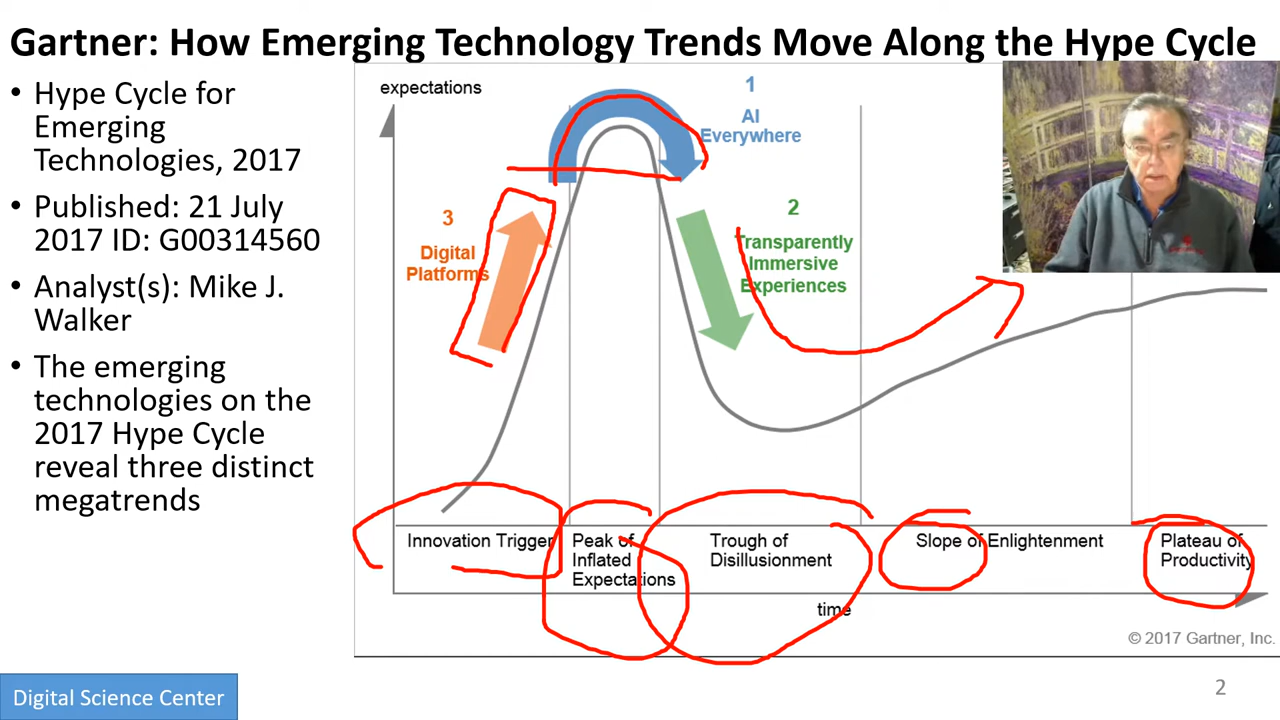 Gartner: How Emerging Technology Trends Move Along the Hype Cycle
• Hype Cycle for
Emerging
Technologies, 2017
• Published: 21 July
2017 ID: G00314560
• Analyst(s): Mike J.
Walker
• The emerging
technologies on the
2017 Hype Cycle
reveal three distinct
megatrends
expectations
1
AI
Everywhere
2
Transparently
Immersive
Experiences
3
Digital
Platforms
Innovation Trigger
Peak of
Inflated
Expectations
Trough of
Disillusionment
Slope of Enlightenment
Plateau of
Productivity
time
© 2017 Gartner, Inc.
Digital Science Center
2